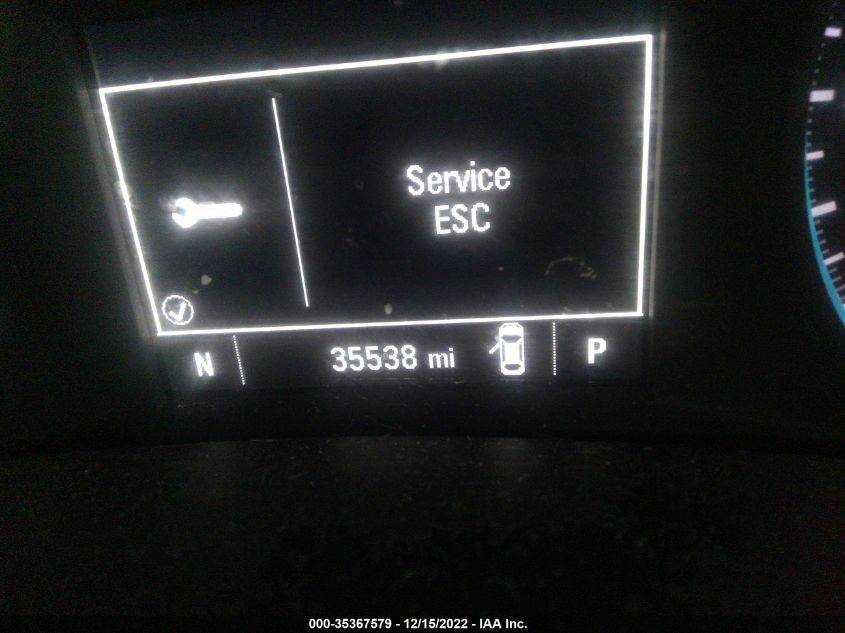 Service
ESC
N 35538 mi P
000-35367579 - 12/15/2022 - IAA Inc.